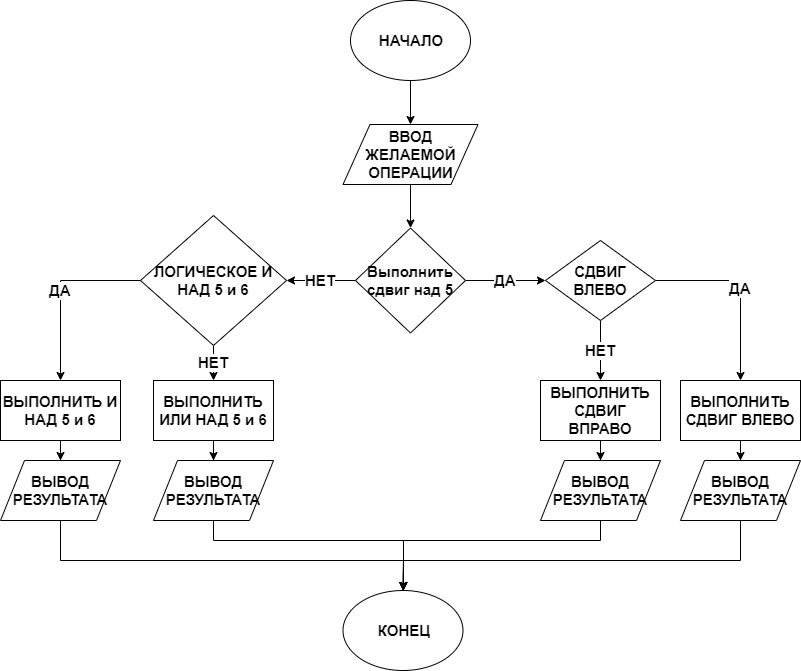 НАЧАЛО
ВВОД
ЖЕЛАЕМОЙ
ОПЕРАЦИИ
ЛОГИЧЕСКОЕ И
НАД 5 и 6
НЕТ
Выполнить
сдвиг над 5
ДА
СДВИГ
ВЛЕВО
ДА
НЕТ
НЕТ
ДА
ВЫПОЛНИТЬ И
НАД 5 и 6
ВЫПОЛНИТЬ
ИЛИ НАД 5 и 6
ВЫПОЛНИТЬ
СДВИГ
ВПРАВО
ВЫПОЛНИТЬ
СДВИГ ВЛЕВО
ВЫВОД
РЕЗУЛЬТАТА
ВЫВОД
РЕЗУЛЬТАТА
ВЫВОД
РЕЗУЛЬТАТА
ВЫВОД
РЕЗУЛЬТАТА
КОНЕЦ